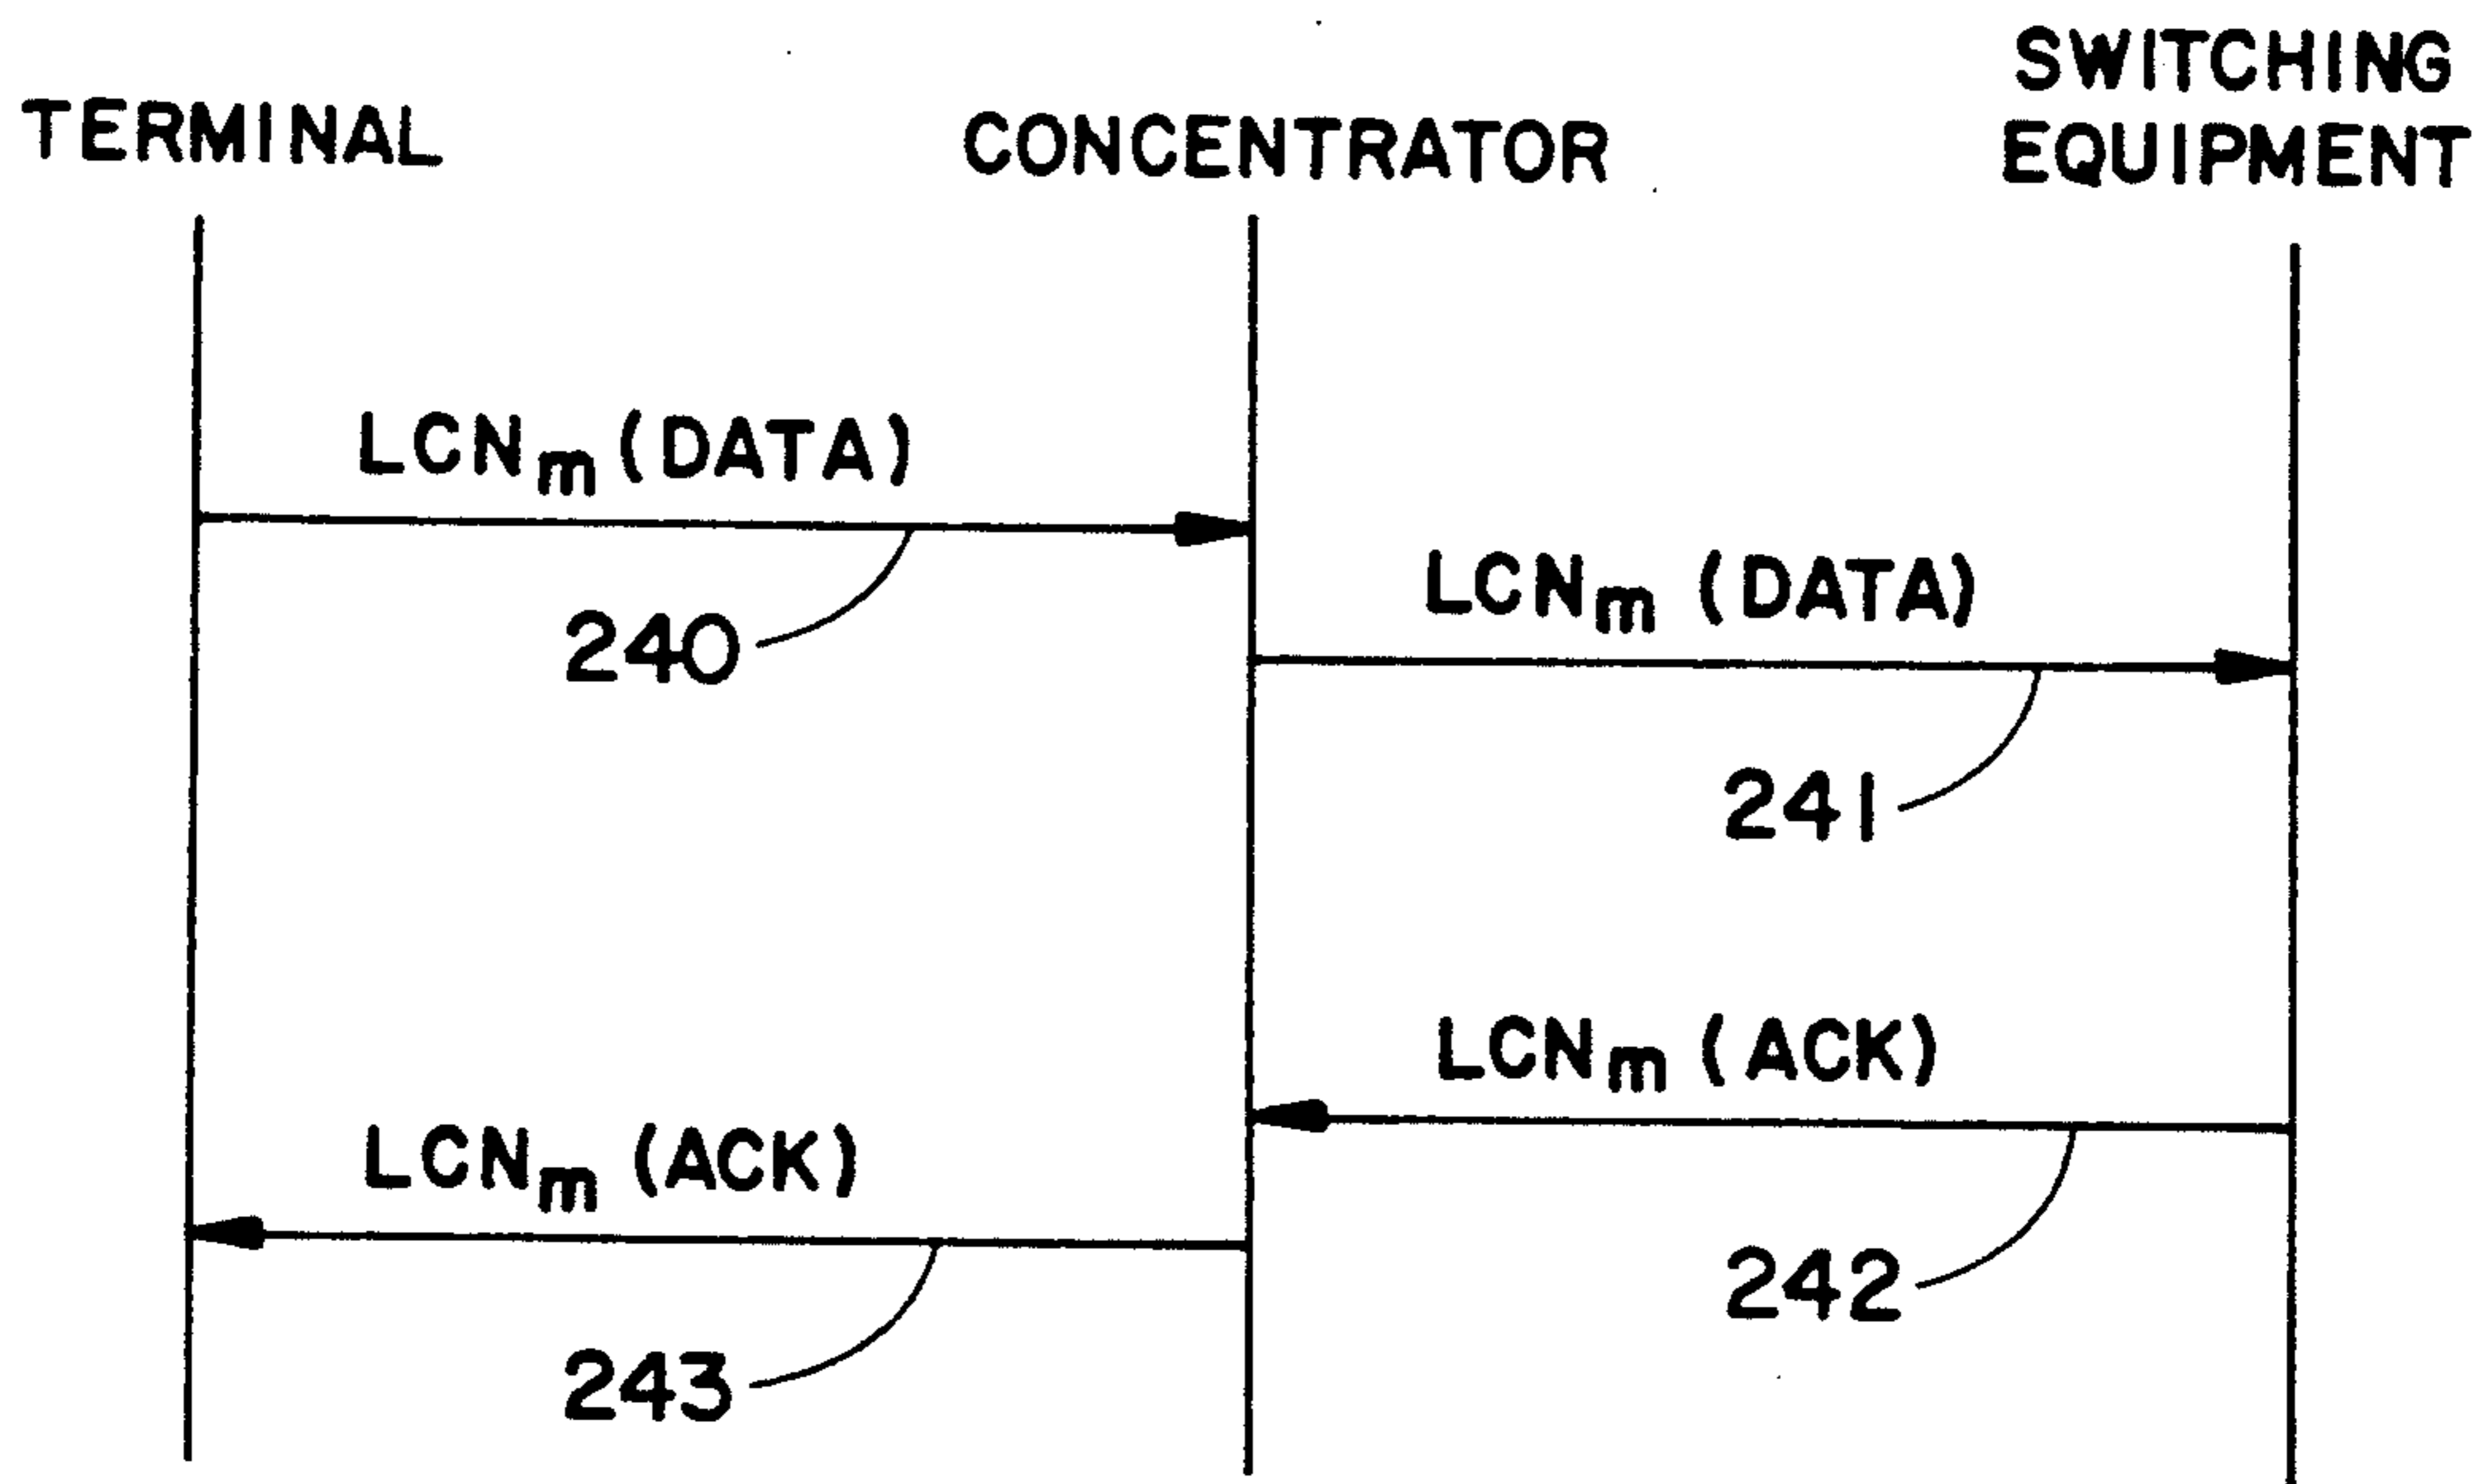 TERMINAL
CONCENTRATOR
SWITCHING
EQUIPMENT
LCNm (DATA)
240
LCNm (DATA)
241
LCNm (ACK)
242
LCNm (ACK)
243